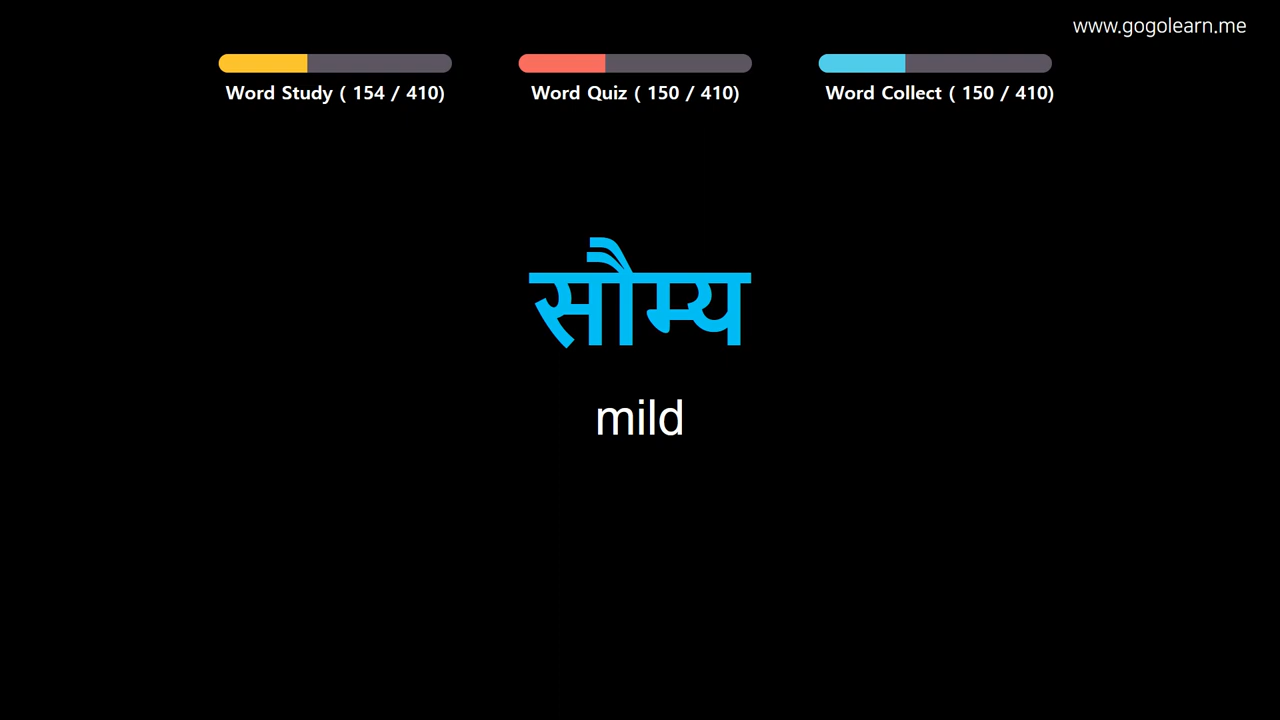 www.gogolearn.me
Word Study ( 154 / 410)
Word Quiz ( 150 / 410)
Word Collect ( 150 / 410)
सौम्य
mild